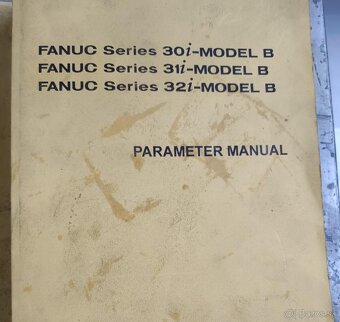 FANUC Series 30i-MODEL B
FANUC Series 31i-MODEL B
FANUC Series 32i-MODEL B
PARAMETER MANUAL